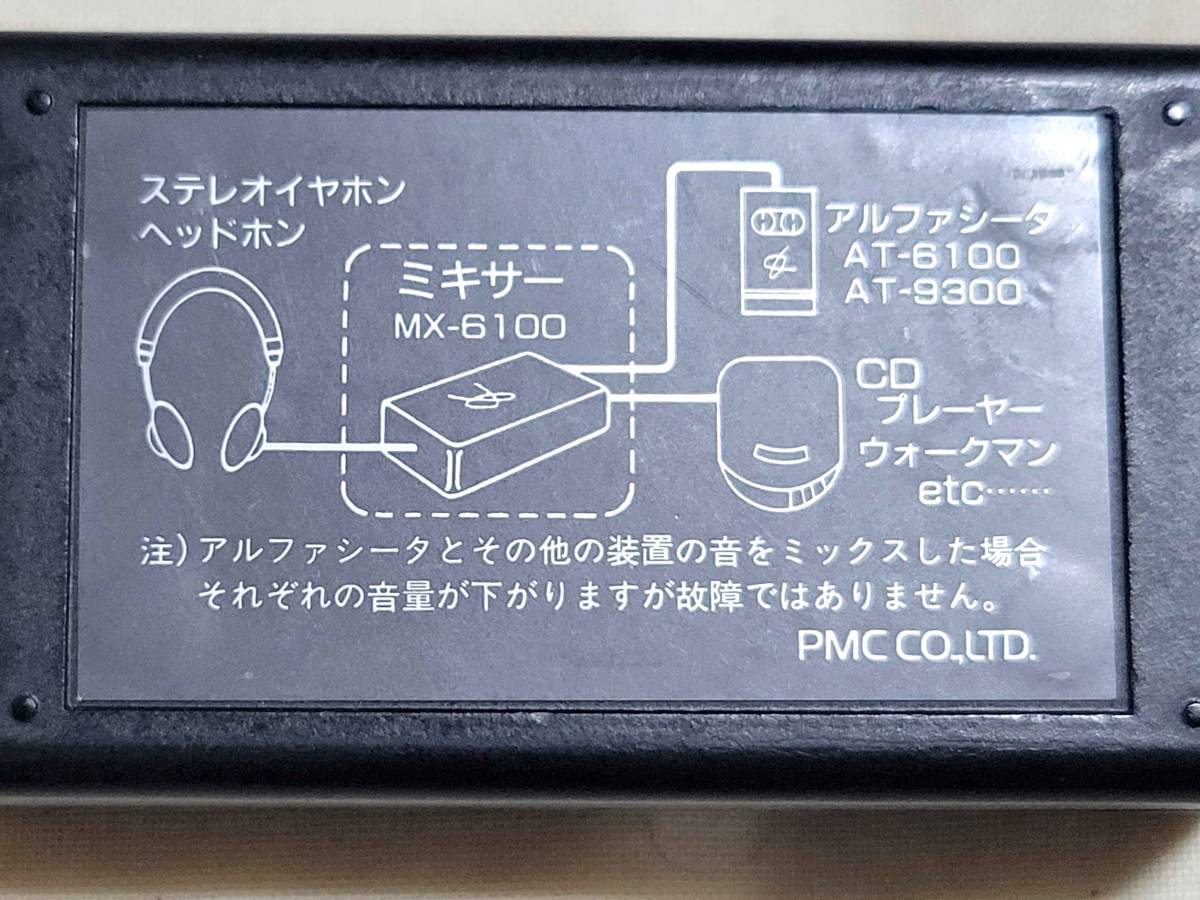 ステレオイヤホン
ヘッドホン
ミキサー
MX-6100
アルファシータ
AT-6100
AT-9300
CD
プレーヤー
ウォークマン
etc……
注)アルファシータとその他の装置の音をミックスした場合
それぞれの音量が下がりますが故障ではありません。
PMC CO.,LTD.